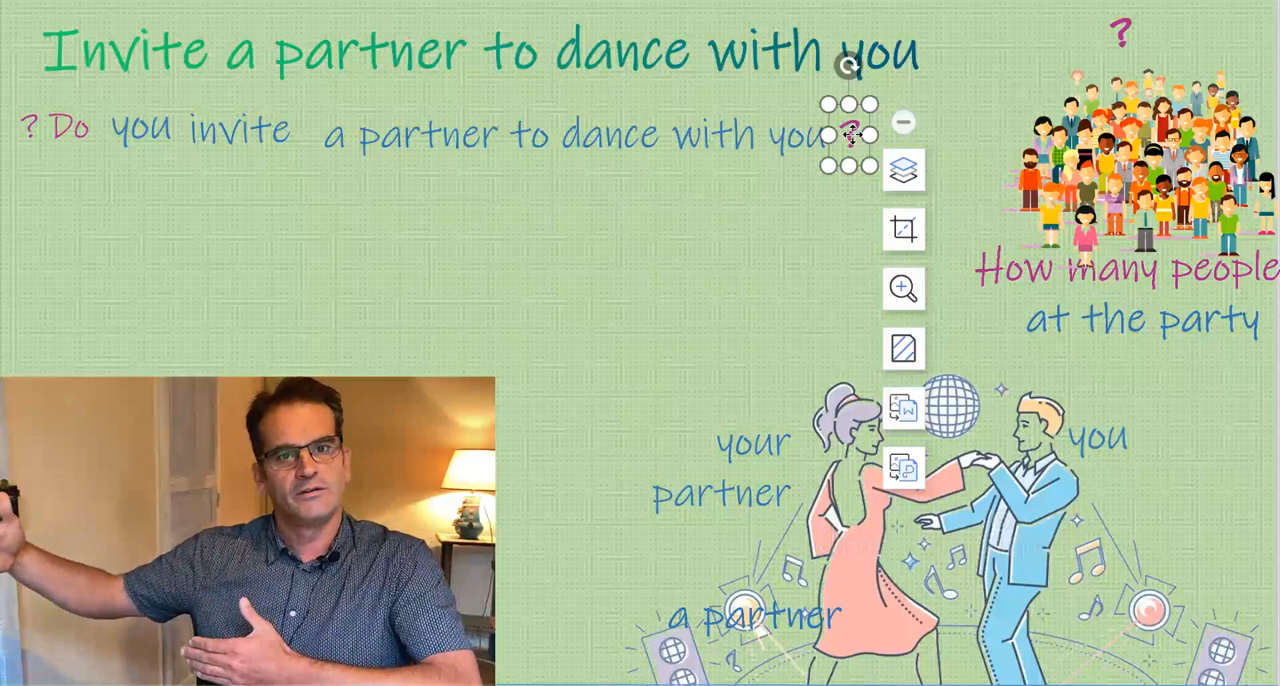 Invite a partner to dance with you
? Do you invite a partner to dance with you ?
?
How many people
at the party
your
partner
you
a partner
?